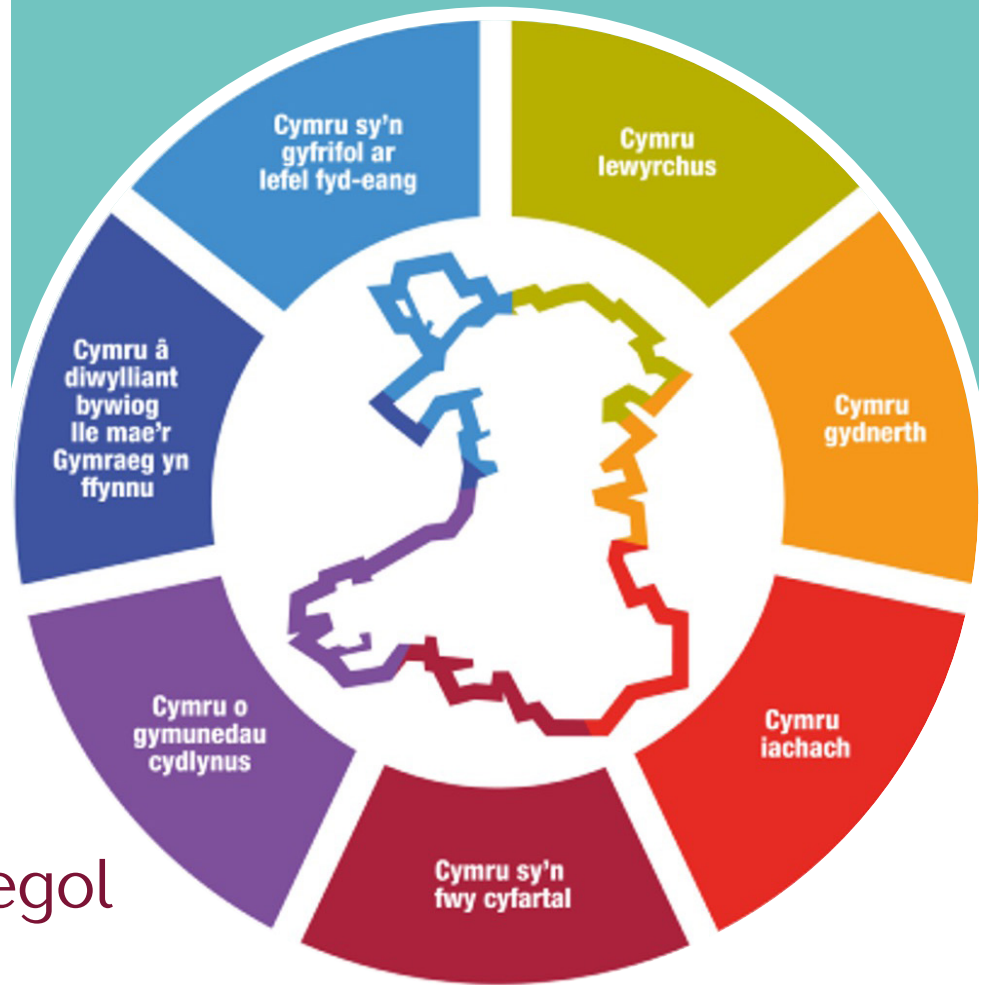 Cymru sy'n
gyfrifol ar
lefel fyd-eang
Cymru
lewyrchus
Cymru
gydnerth
Cymru
iachach
Cymru sy'n
fwy cyfartal
Cymru o
gymunedau
cydlynus
Cymru â
diwylliant
bywiog
lle mae'r
Gymraeg yn
ffynnu
egol